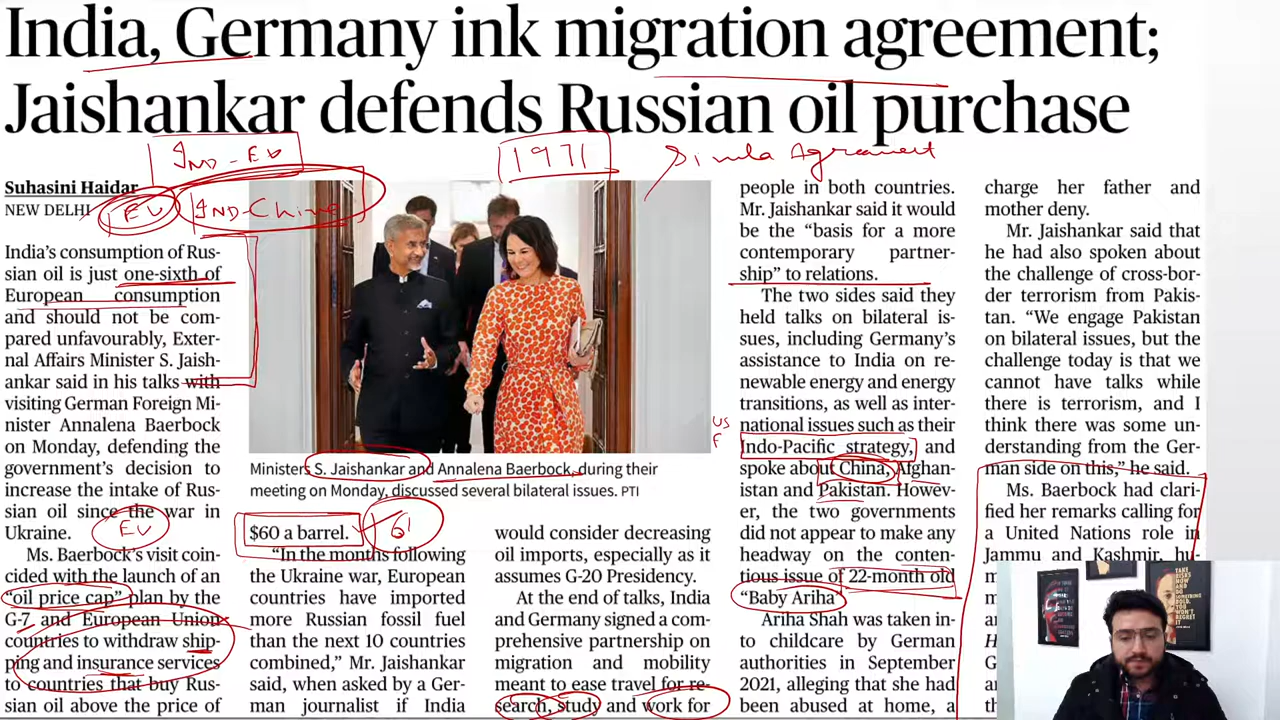 India, Germany ink migration agreement;
Jaishankar defends Russian oil purchase
IND-EU
1971
Simla Agreement
Suhasini Haidar
NEW DELHI
EU
IND-China
India's consumption of Rus-
sian oil is just one-sixth of
European consumption
and should not be com-
pared unfavourably, Exter-
nal Affairs Minister S. Jaish-
ankar said in his talks with
visiting German Foreign Mi-
nister Annalena Baerbock
on Monday, defending the
government's decision to
increase the intake of Rus-
sian oil since the war in
Ukraine.
EU
Ms. Baerbock's visit coin-
cided with the launch of an
"oil price cap" plan by the
G-7 and European Union
countries to withdraw ship-
ping and insurance services
to countries that buy Rus-
sian oil above the price of
Ministers S. Jaishankar and Annalena Baerbock, during their
meeting on Monday, discussed several bilateral issues. PTI
$60 a barrel.
"In the months following
the Ukraine war, European
countries have imported
more Russian fossil fuel
than the next 10 countries
combined," Mr. Jaishankar
said, when asked by a Ger-
man journalist if India
would consider decreasing
oil imports, especially as it
assumes G-20 Presidency.
At the end of talks, India
and Germany signed a com-
prehensive partnership on
migration and mobility
meant to ease travel for re-
search, study and work for
people in both countries.
Mr. Jaishankar said it would
be the "basis for a more
contemporary partner-
ship" to relations.
The two sides said they
held talks on bilateral is-
sues, including Germany's
assistance to India on re-
newable energy and energy
transitions, as well as inter-
national issues such as their
US
F
Indo-Pacific strategy, and
spoke about China, Afghan-
istan and Pakistan. Howev-
er, the two governments
did not appear to make any
headway on the conten-
tious issue of 22-month old
"Baby Ariha"
Ariha Shah was taken in-
to childcare by German
authorities in September
2021, alleging that she had
been abused at home, a
charge her father and
mother deny.
Mr. Jaishankar said that
he had also spoken about
the challenge of cross-bor-
der terrorism from Pakis-
tan. "We engage Pakistan
on bilateral issues, but the
challenge today is that we
cannot have talks while
there is terrorism, and I
think there was some un-
derstanding from the Ger-
man side on this," he said.
Ms. Baerbock had clari-
fied her remarks calling for
a United Nations role in
Jammu and Kashmir, hu-